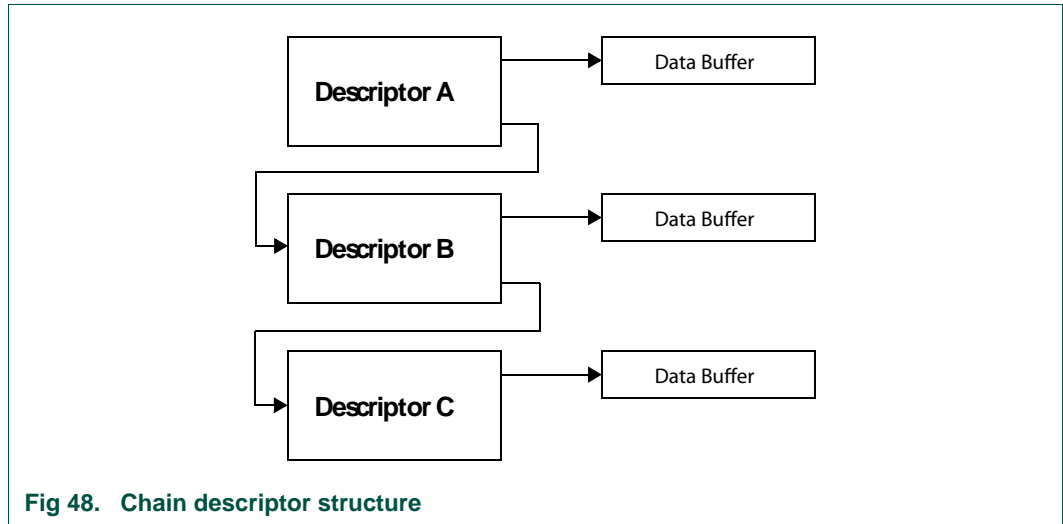 Descriptor A
Data Buffer
Descriptor B
Data Buffer
Descriptor C
Data Buffer
Fig 48. Chain descriptor structure